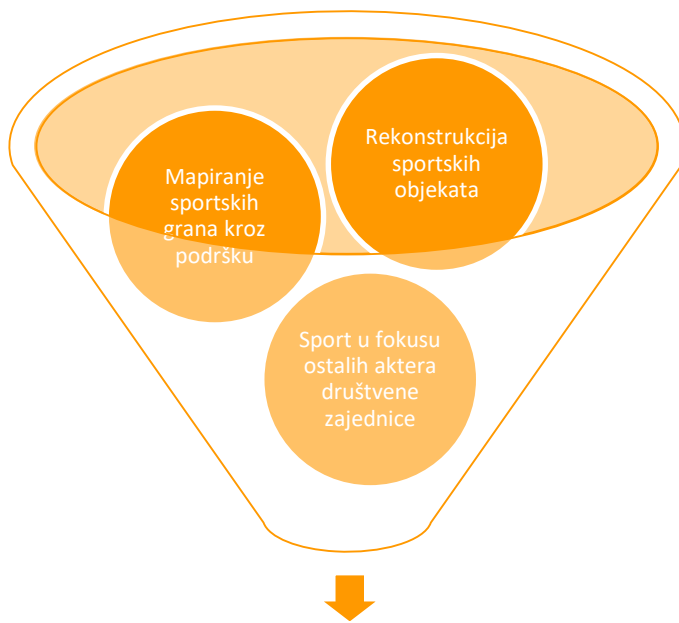 Rekonstrukcija
sportskih
objekata
Mapiranje
sportskih
grana kroz
podršku
Sport u fokusu
ostalih aktera
društvene
zajednice